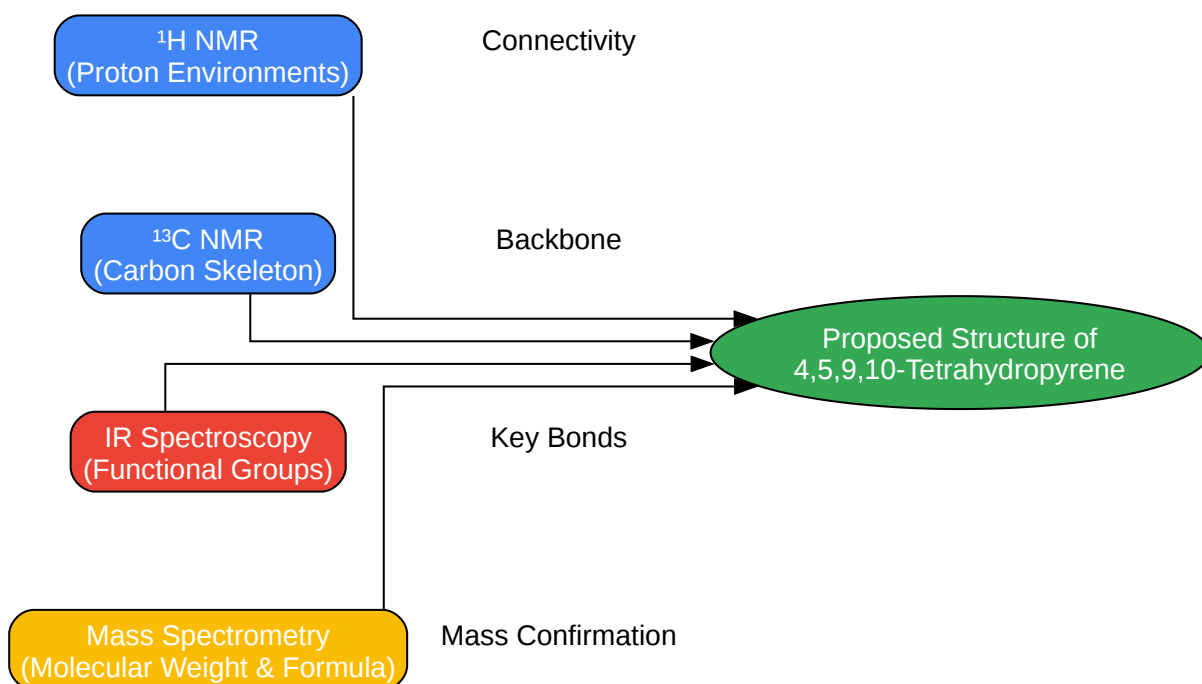 ¹H NMR
(Proton Environments)
Connectivity
¹³C NMR
(Carbon Skeleton)
Backbone
Proposed Structure of
4,5,9,10-Tetrahydropyrene
IR Spectroscopy
(Functional Groups)
Key Bonds
Mass Spectrometry
(Molecular Weight & Formula)
Mass Confirmation